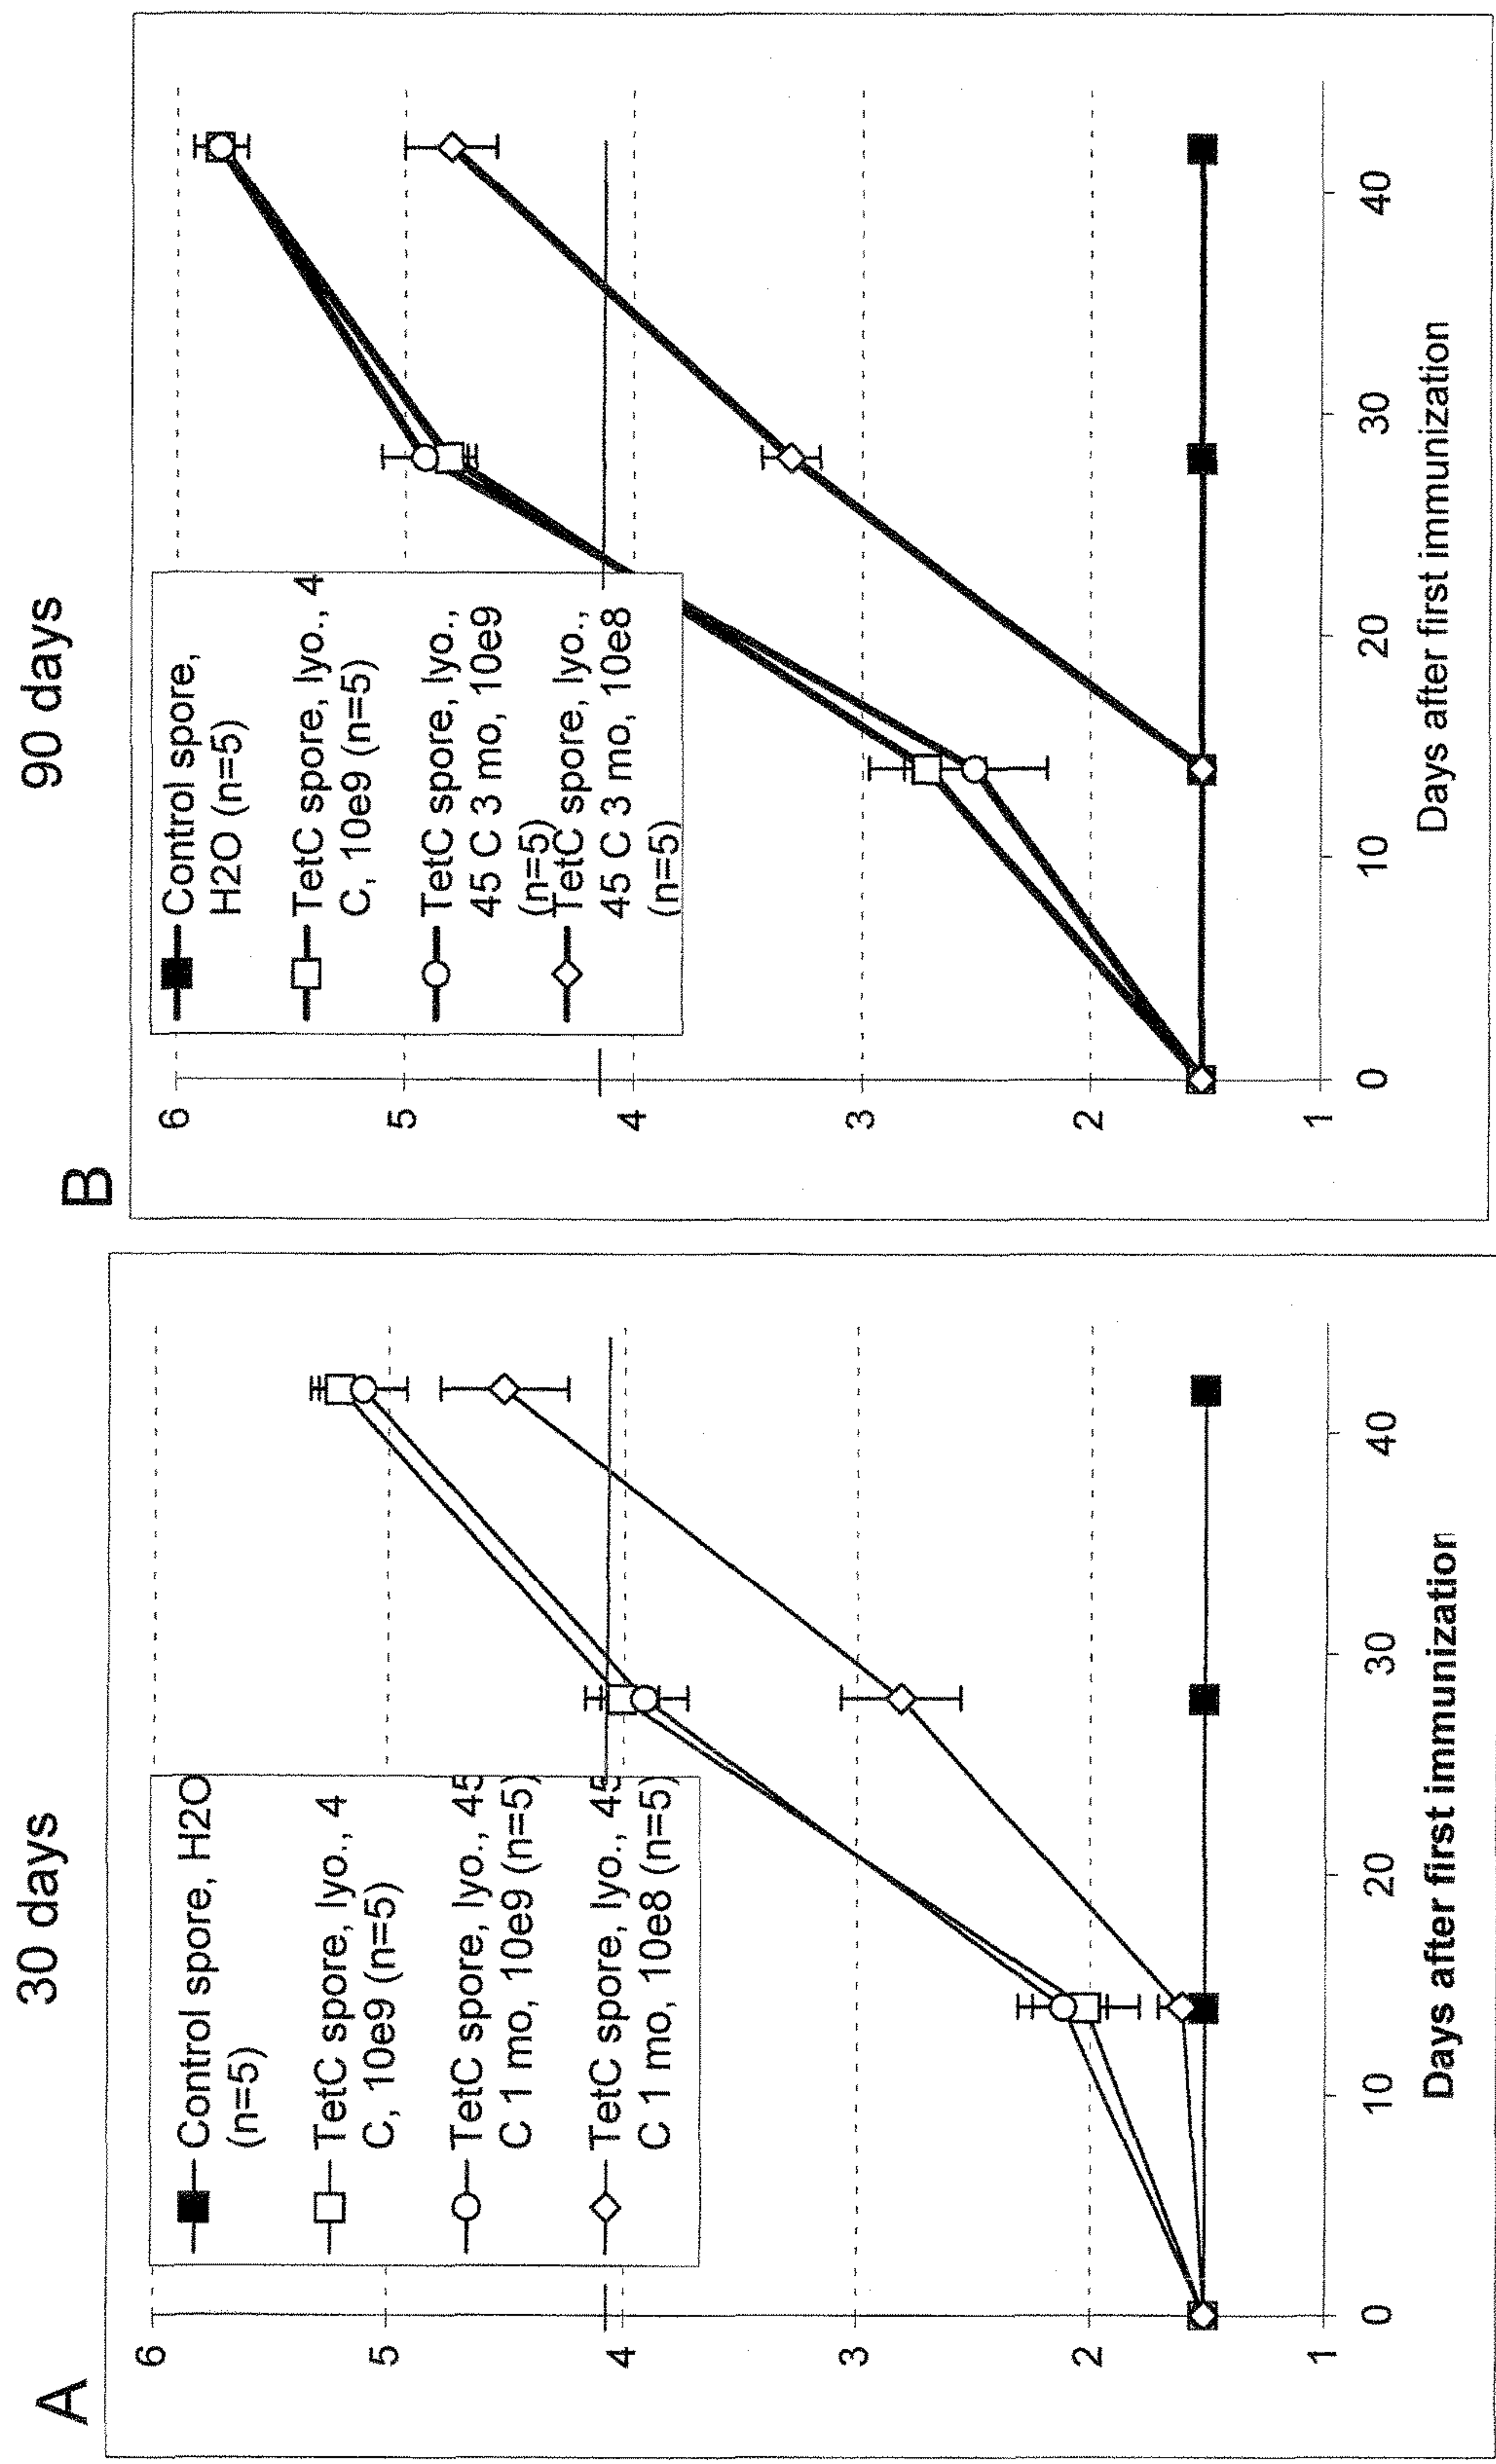 A
30 days
6
5
4
3
2
1
Control spore, H2O
(n=5)
TetC spore, lyo., 4
C, 10e9 (n=5)
TetC spore, lyo., 45
C 1 mo, 10e9 (n=5)
TetC spore, lyo., 45
C 1 mo, 10e8 (n=5)
0 10 20 30 40
Days after first immunization
B
90 days
6
5
4
3
2
1
Control spore,
H2O (n=5)
TetC spore, lyo., 4
C, 10e9 (n=5)
TetC spore, lyo.,
45 C 3 mo, 10e9
(n=5)
TetC spore, lyo.,
45 C 3 mo, 10e8
(n=5)
0 10 20 30 40
Days after first immunization